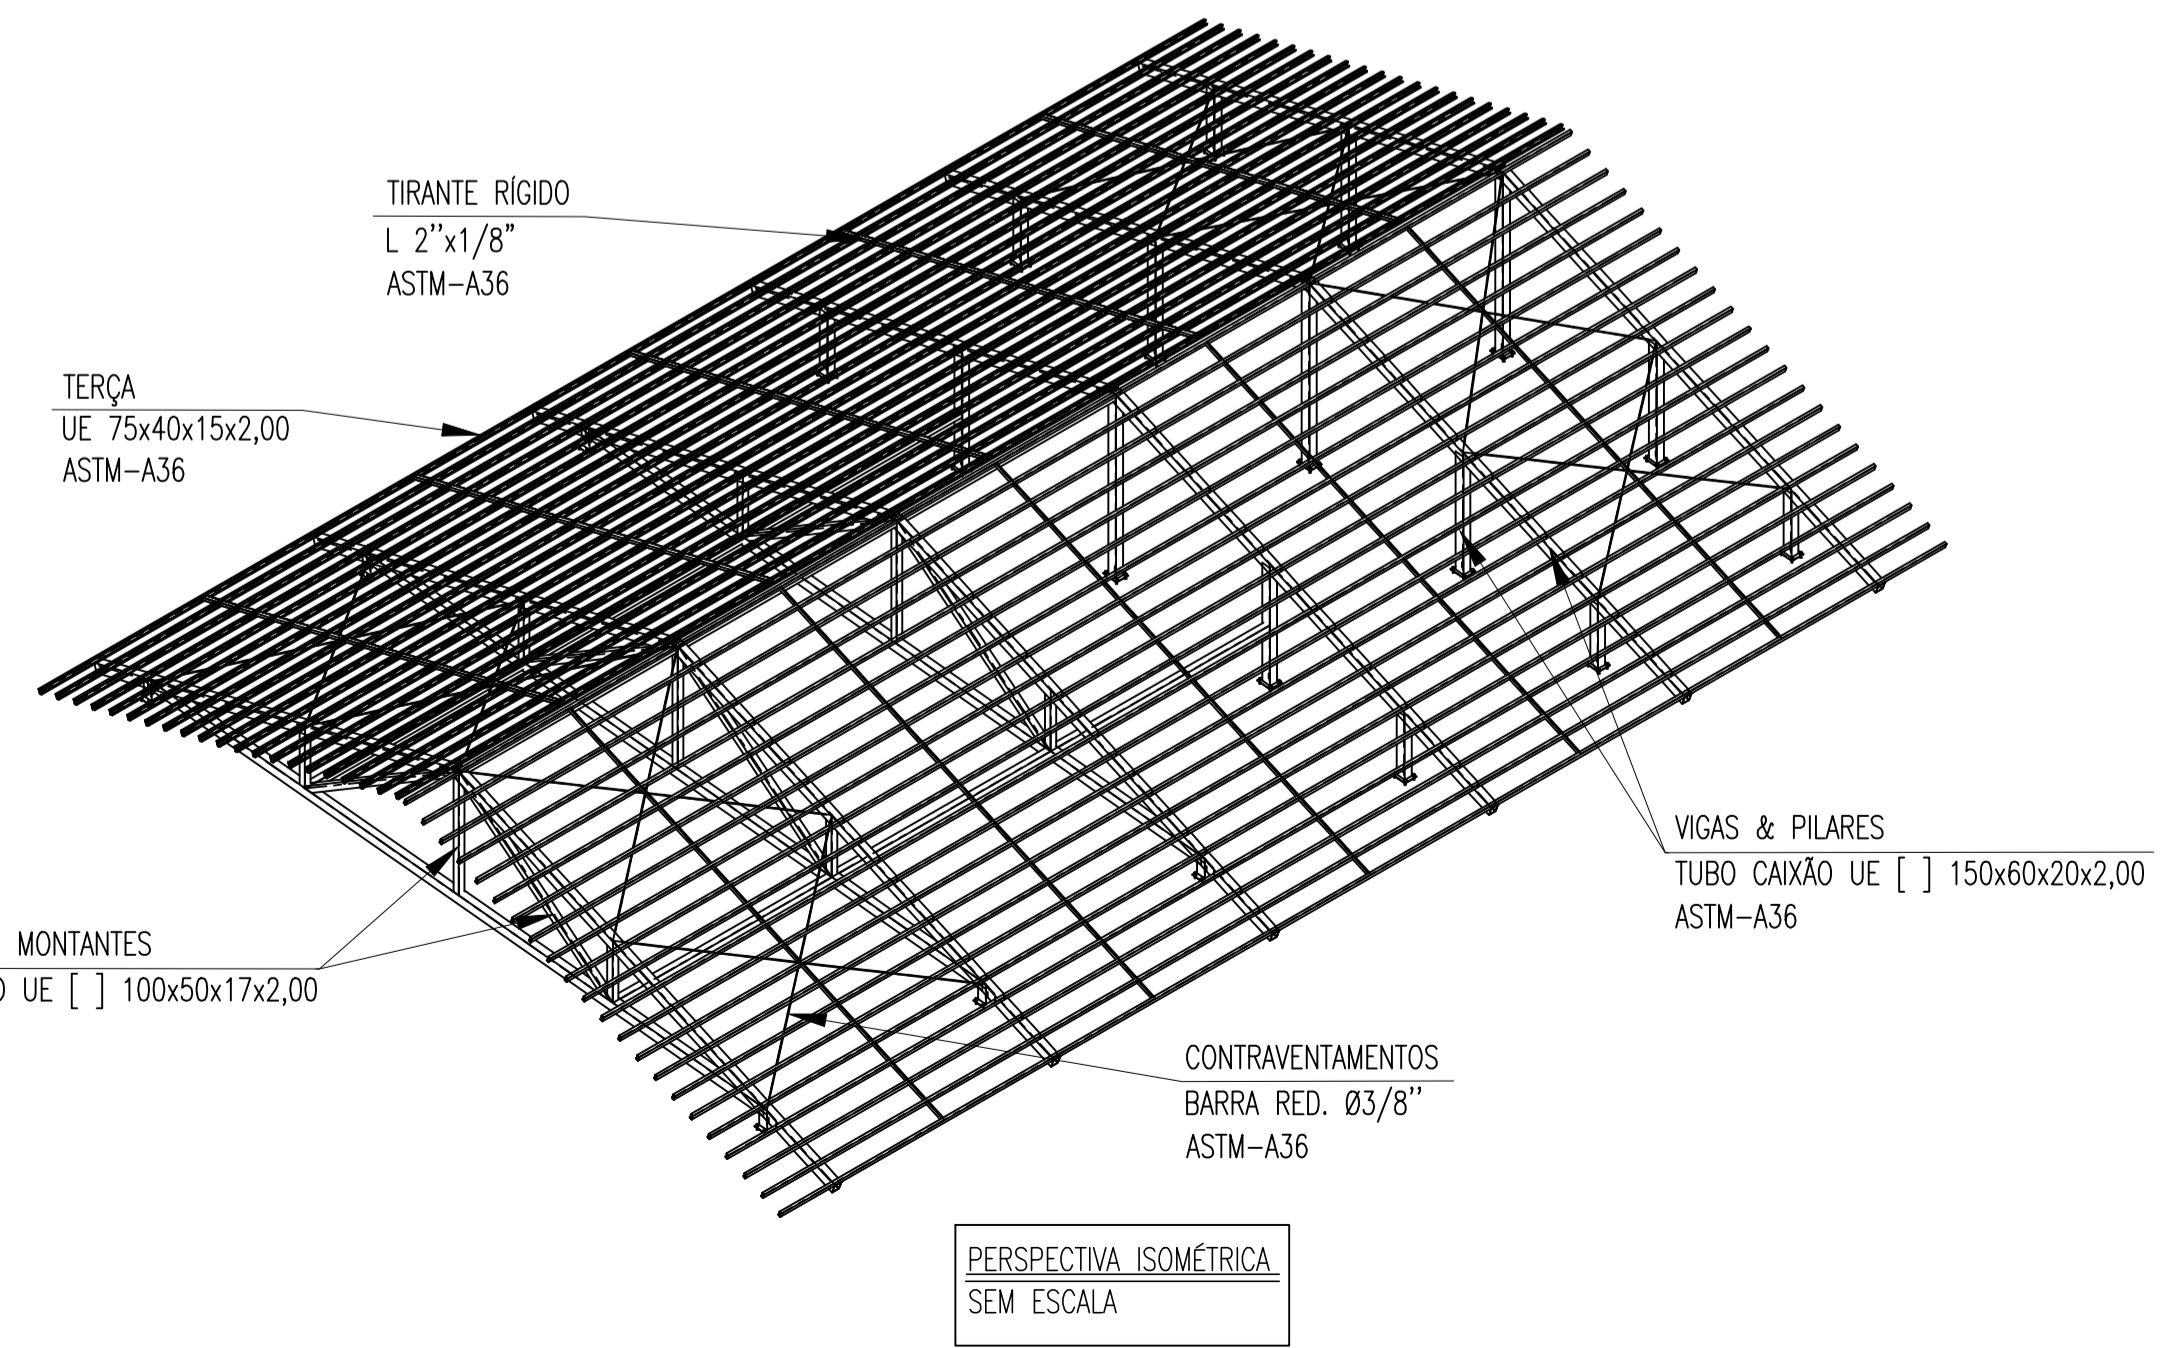 TIRANTE RÍGIDO
L 2''x1/8"
ASTM-A36
TERÇA
UE 75x40x15x2,00
ASTM-A36
VIGAS & PILARES
TUBO CAIXÃO UE [ ] 150x60x20x2,00
ASTM-A36
MONTANTES
UE [ ] 100x50x17x2,00
CONTRAVENTAMENTOS
BARRA RED. Ø3/8''
ASTM-A36
PERSPECTIVA ISOMÉTRICA
SEM ESCALA